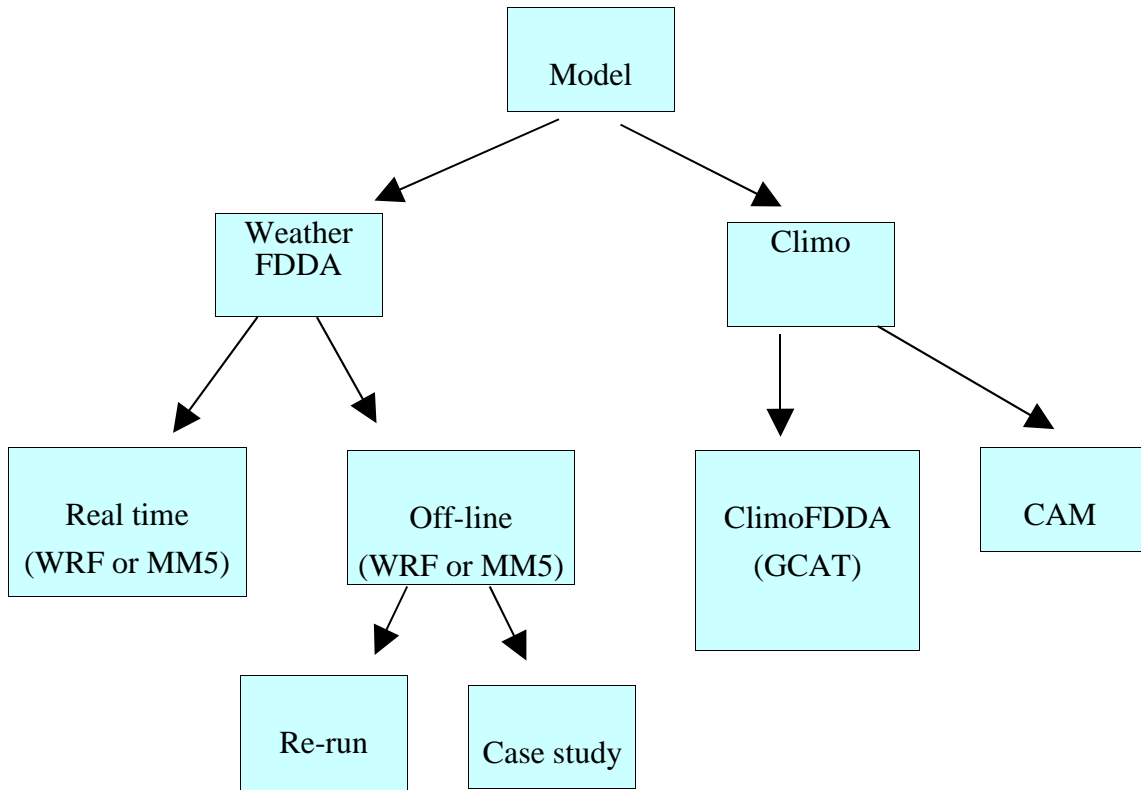 Model
Weather
FDDA
Climo
Real time
(WRF or MM5)
Off-line
(WRF or MM5)
ClimoFDDA
(GCAT)
CAM
Re-run
Case study